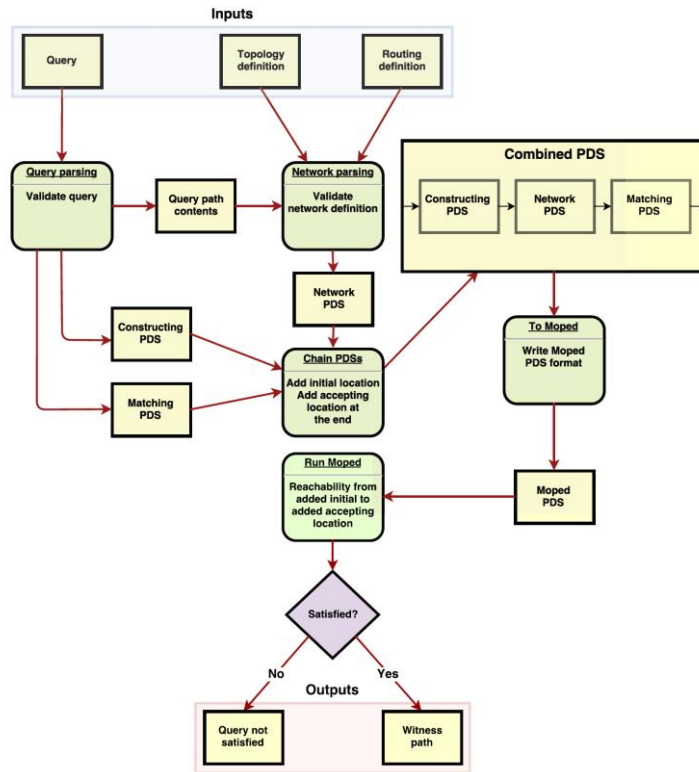 Inputs
Query
Topology
definition
Routing
definition
Query parsing
Validate query
Query path
contents
Network parsing
Validate
network definition
Combined PDS
Constructing
PDS
Network
PDS
Matching
PDS
Network
PDS
Constructing
PDS
Matching
PDS
Chain PDSs
Add initial location
Add accepting
location at
the end
To Moped
Write Moped
PDS format
Run Moped
Reachability from
added initial to
added accepting
location
Moped
PDS
Satisfied?
No
Yes
Outputs
Query not
satisfied
Witness
path